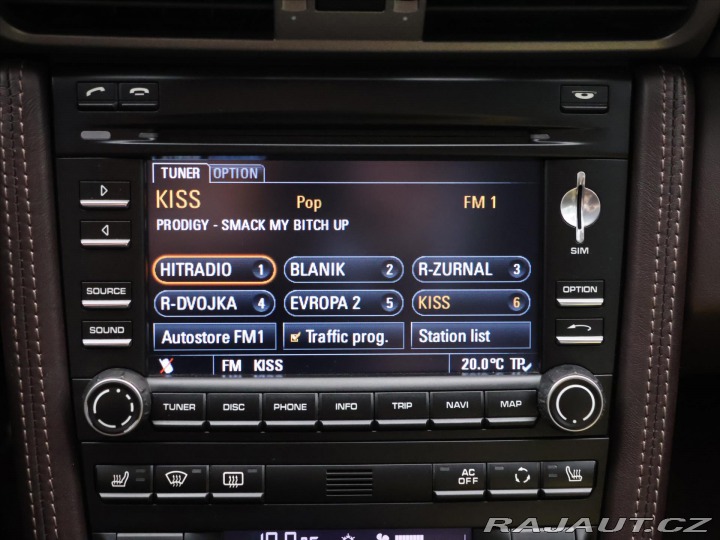 TUNER OPTION
KISS Pop FM 1
PRODIGY - SMACK MY BITCH UP
SIM
HITRADIO 1 BLANIK 2 R-ZURNAL 3
SOURCE R-DVOJKA 4 EVROPA 2 5 KISS 6 OPTION
SOUND Autostore FM1 Traffic prog. Station list
FM KISS 20.0°C TP
TUNER DISC PHONE INFO TRIP NAVI MAP
AC OFF
RAJAUT.CZ